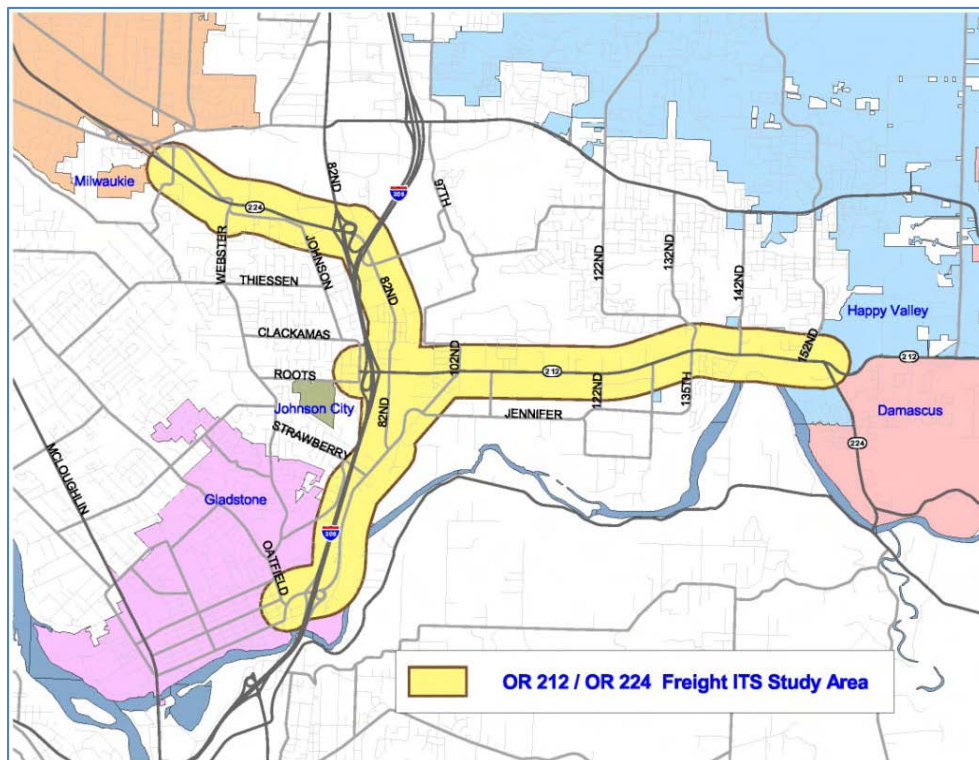 82ND
205
97TH
Milwaukie
224
WEBSTER
JOHNSON
122ND
132ND
THIESSEN
82ND
142ND
Happy Valley
CLACKAMAS
102ND
152ND
212
ROOTS
212
122ND
135TH
Johnson City
82ND
JENNIFER
Damascus
STRAWBERRY
224
MCLOUGHLIN
Gladstone
205
OATFIELD
OR 212 / OR 224 Freight ITS Study Area